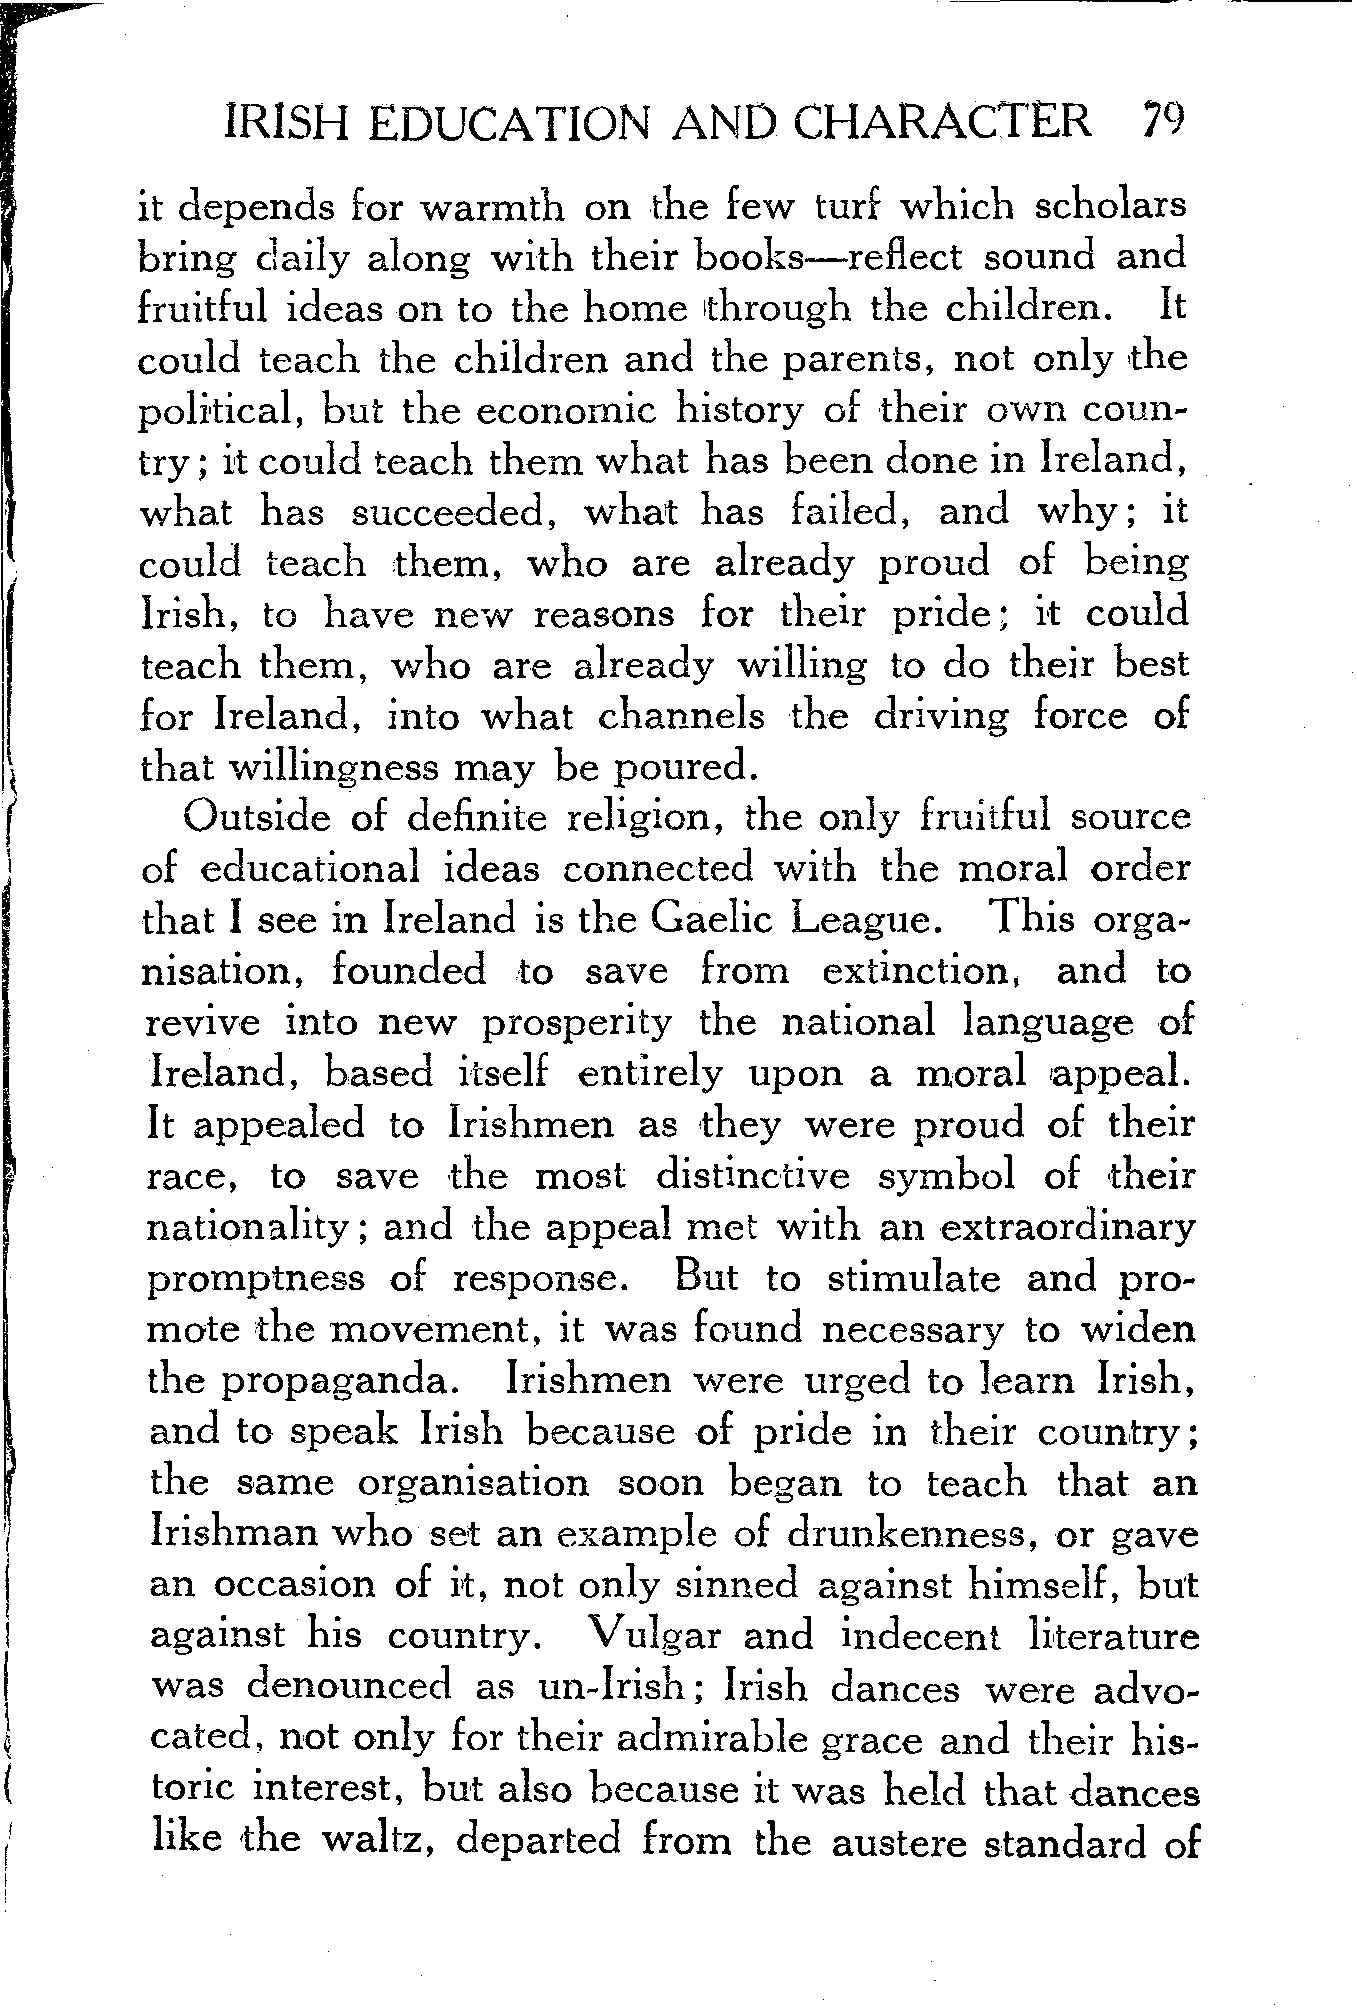 IRISH EDUCATION AND CHARACTER 79
it depends for warmth on the few turf which scholars
bring daily along with their books—reflect sound and
fruitful ideas on to the home through the children. It
could teach the children and the parents, not only the
political, but the economic history of their own coun-
try; it could teach them what has been done in Ireland,
what has succeeded, what has failed, and why; it
could teach them, who are already proud of being
Irish, to have new reasons for their pride; it could
teach them, who are already willing to do their best
for Ireland, into what channels the driving force of
that willingness may be poured.
Outside of definite religion, the only fruitful source
of educational ideas connected with the moral order
that I see in Ireland is the Gaelic League. This orga-
nisation, founded to save from extinction, and to
revive into new prosperity the national language of
Ireland, based itself entirely upon a moral appeal.
It appealed to Irishmen as they were proud of their
race, to save the most distinctive symbol of their
nationality; and the appeal met with an extraordinary
promptness of response. But to stimulate and pro-
mote the movement, it was found necessary to widen
the propaganda. Irishmen were urged to learn Irish,
and to speak Irish because of pride in their country;
the same organisation soon began to teach that an
Irishman who set an example of drunkenness, or gave
an occasion of it, not only sinned against himself, but
against his country. Vulgar and indecent literature
was denounced as un-Irish; Irish dances were advo-
cated, not only for their admirable grace and their his-
toric interest, but also because it was held that dances
like the waltz, departed from the austere standard of